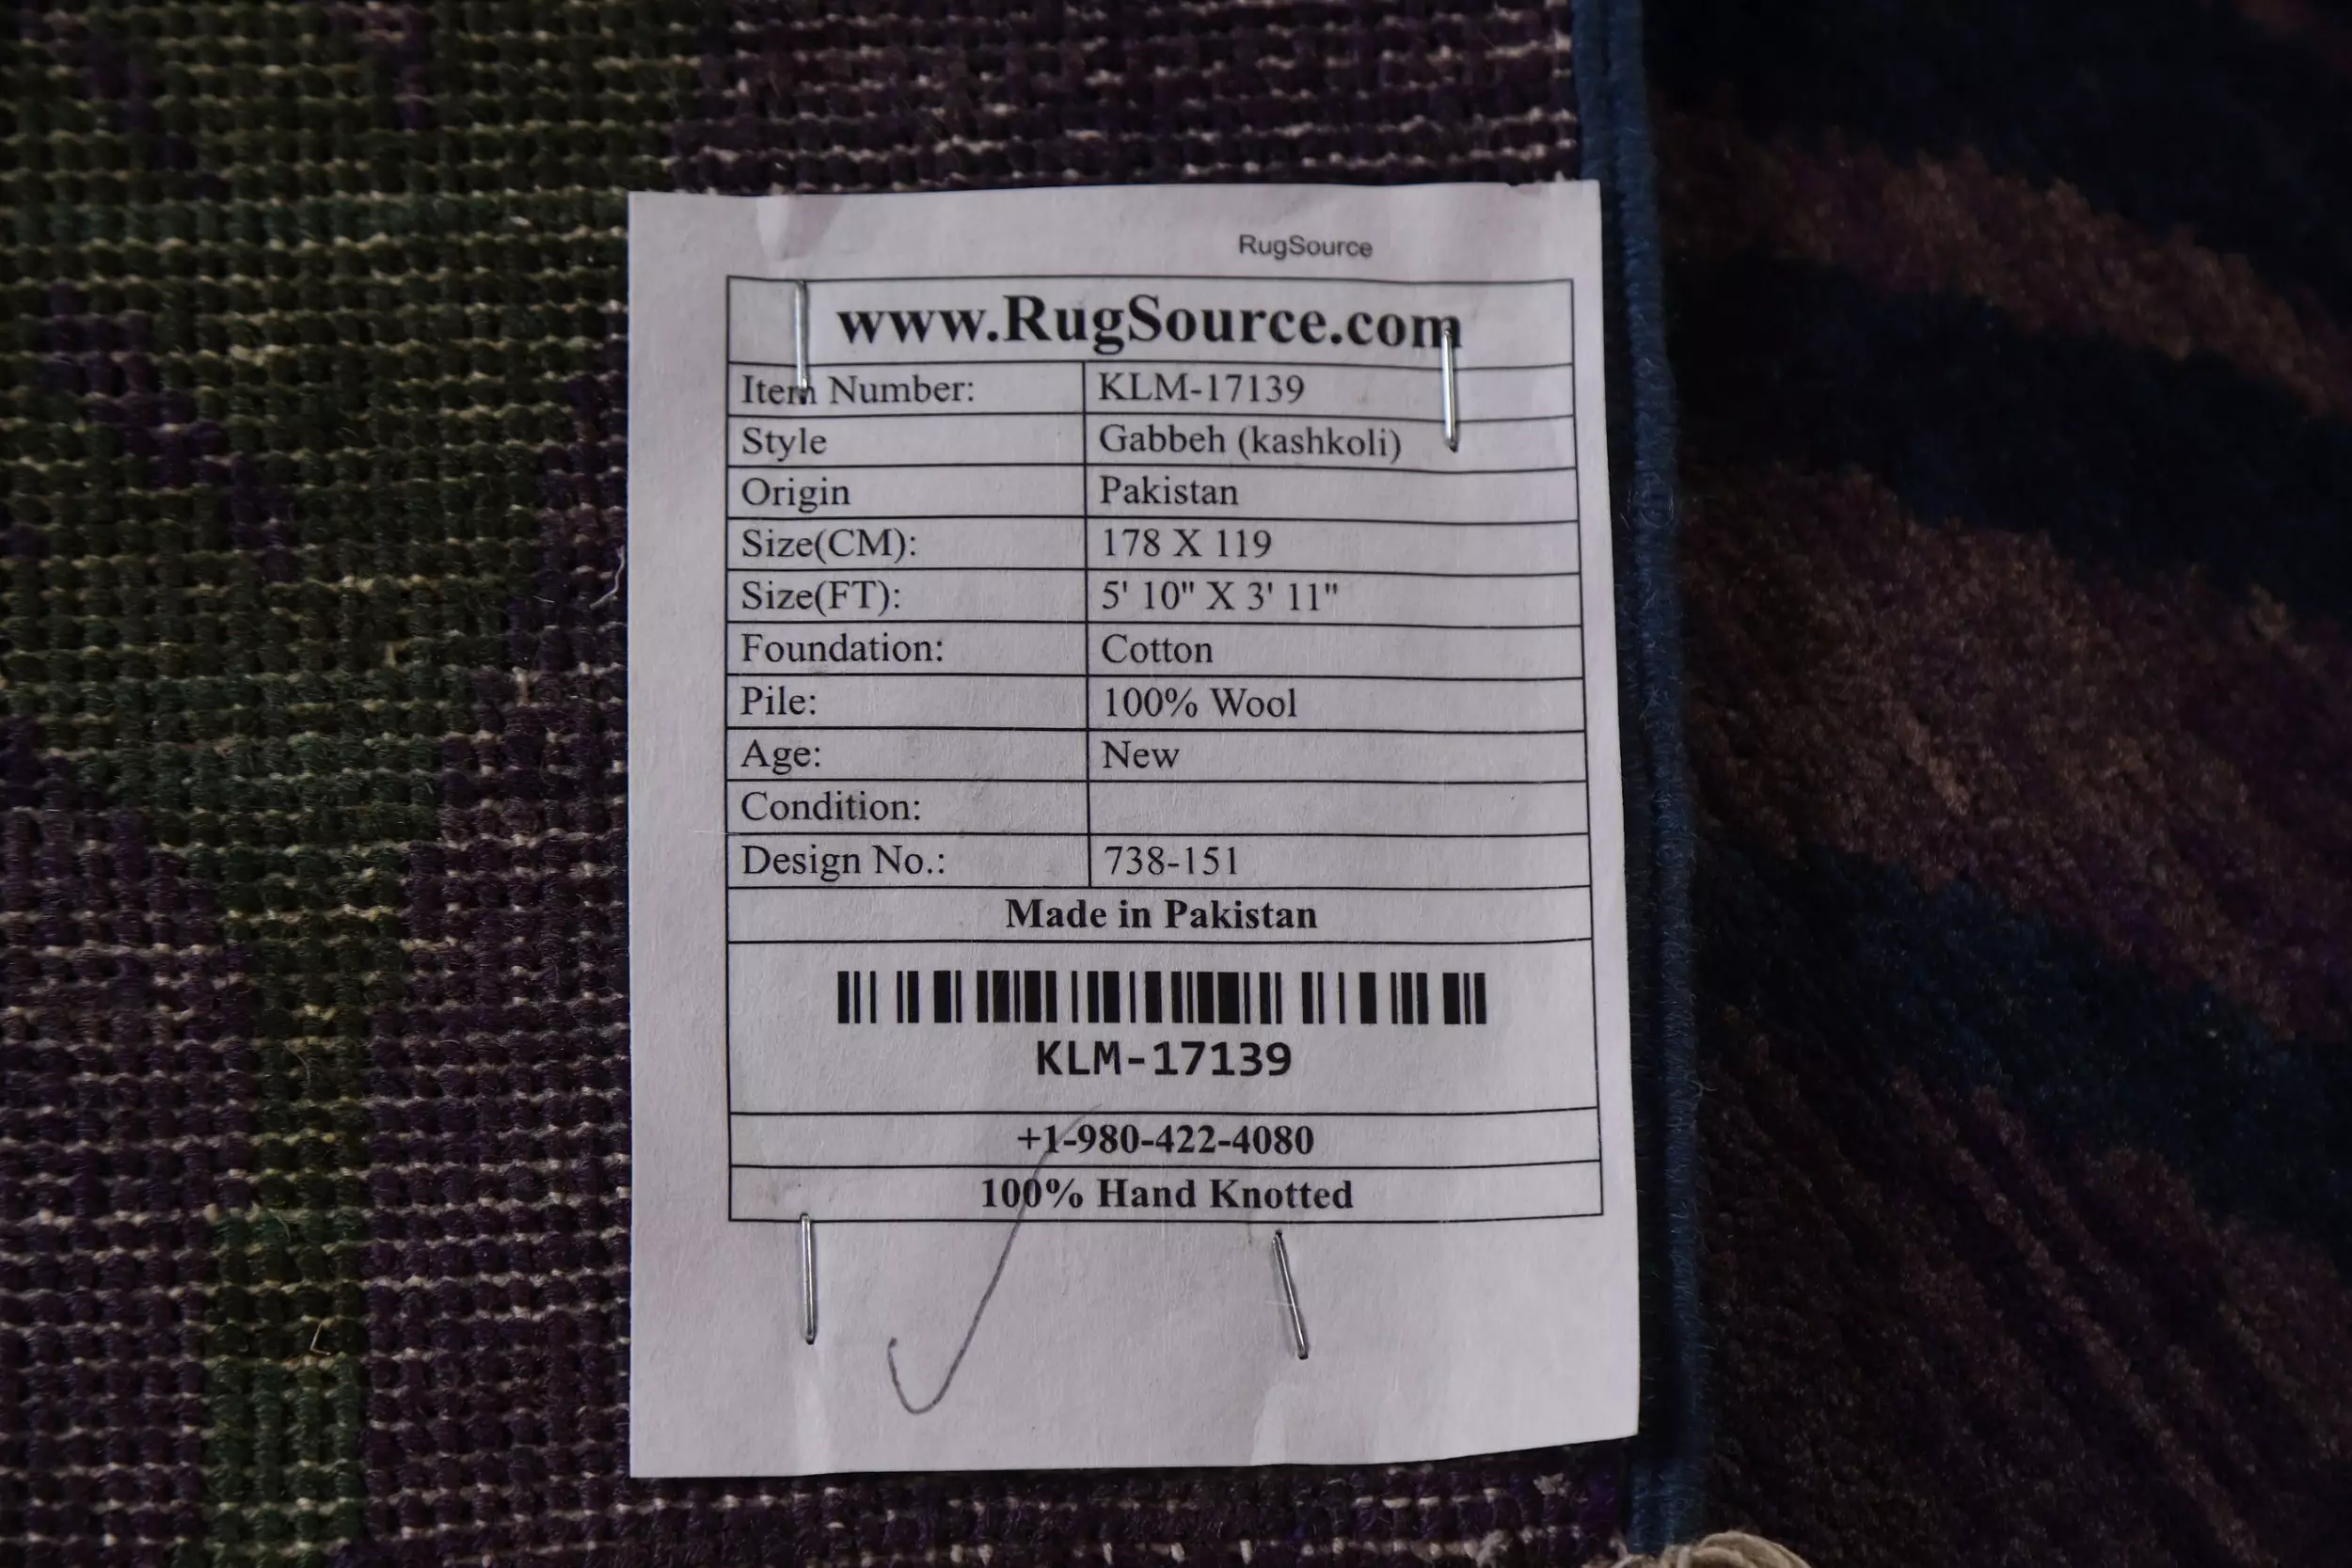 RugSource
www.RugSource.com
Item Number: KLM-17139
Style Gabbeh (kashkoli)
Origin Pakistan
Size(CM): 178 X 119
Size(FT): 5' 10" X 3' 11"
Foundation: Cotton
Pile: 100% Wool
Age: New
Condition:
Design No.: 738-151
Made in Pakistan
KLM-17139
+1-980-422-4080
100% Hand Knotted